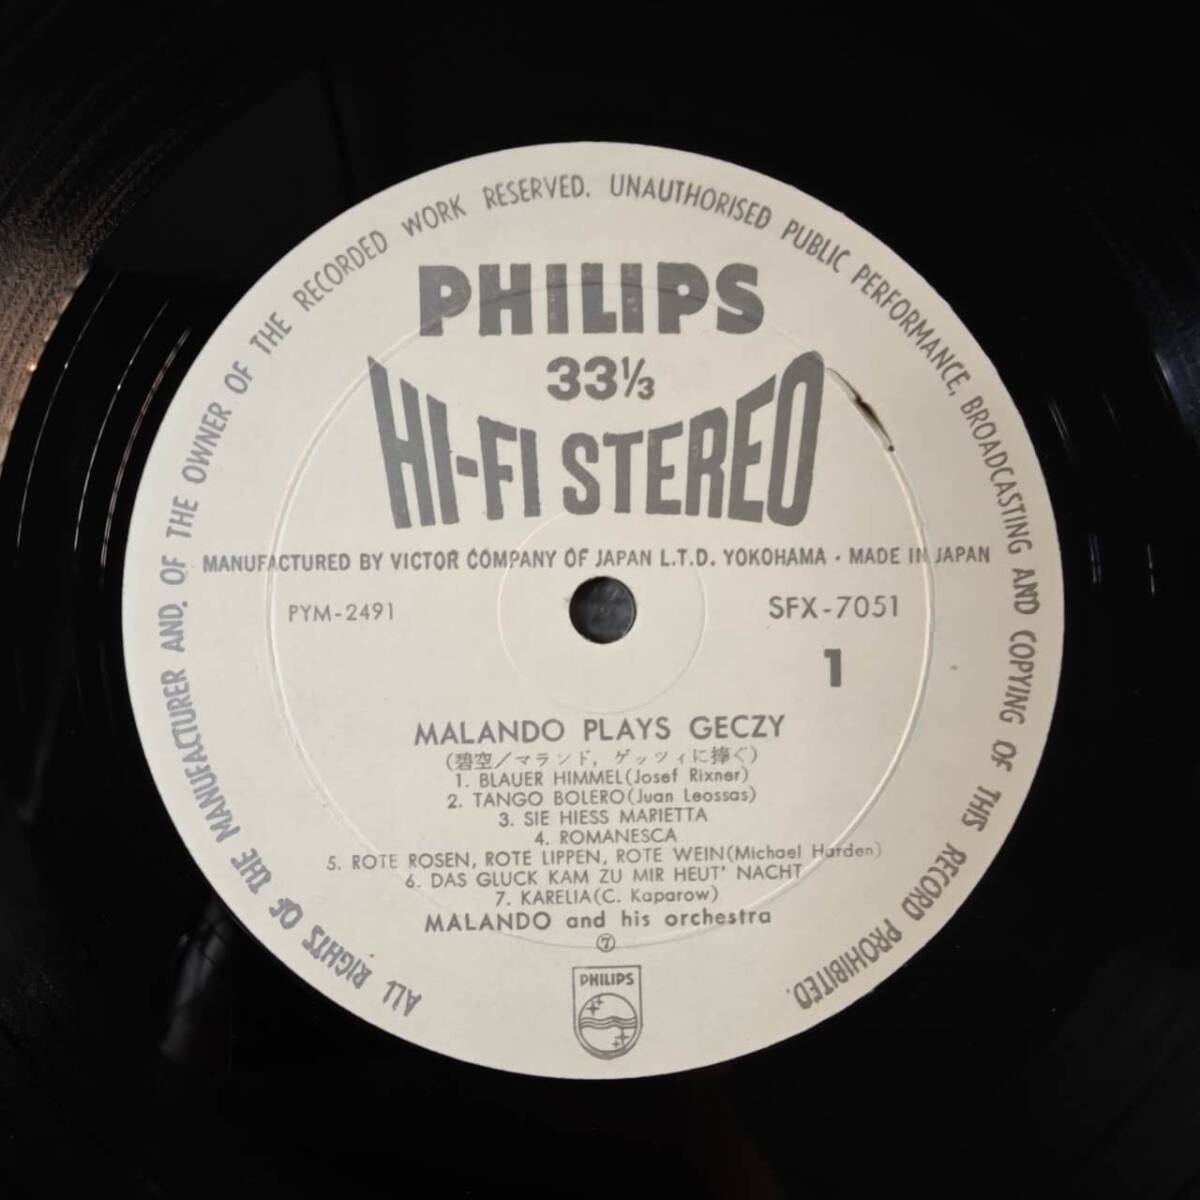 ALL RIGHTS OF THE MANUFACTURER AND, OF THE OWNER OF THE RECORDED WORK RESERVED. UNAUTHORISED PUBLIC PERFORMANCE, BROADCASTING AND COPYING OF THIS RECORD PROHIBITED.
PHILIPS
33⅓
HI-FI STEREO
MANUFACTURED BY VICTOR COMPANY OF JAPAN L.T.D. YOKOHAMA · MADE IN JAPAN
PYM-2491
SFX-7051
1
MALANDO PLAYS GECZY
(碧空/マランド, ゲッツィに捧ぐ)
1. BLAUER HIMMEL(Josef Rixner)
2. TANGO BOLERO(Juan Leossas)
3. SIE HIESS MARIETTA
4. ROMANESCA
5. ROTE ROSEN, ROTE LIPPEN, ROTE WEIN(Michael Harden)
6. DAS GLUCK KAM ZU MIR HEUT' NACHT
7. KARELIA(C. Kaparow)
MALANDO and his orchestra
⑦
PHILIPS